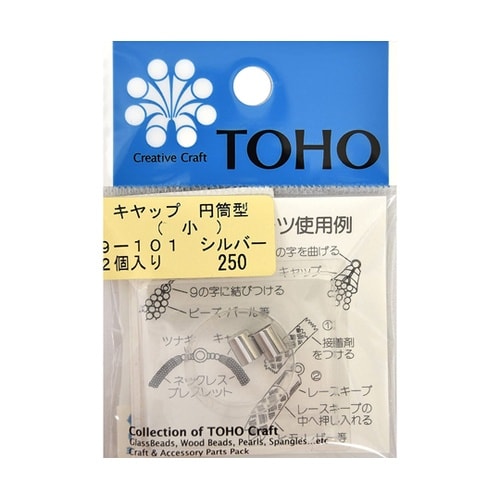 Creative Craft
TOHO
キャップ 円筒型
( 小 )
9－101 シルバー
2個入り 250
ツ使用例
の字を曲げる
キャップ
9の字に結びつける
ビーズ、パール等
ツナギ
キャ
ネックレス
ブレスレット
①
接着剤
をつける
②
レースキープ
レースキープの
中へ押し入れる
等
Collection of TOHO Craft
GlassBeads, Wood Beads, Pearls, Spangles...etc
Craft & Accessory Parts Pack